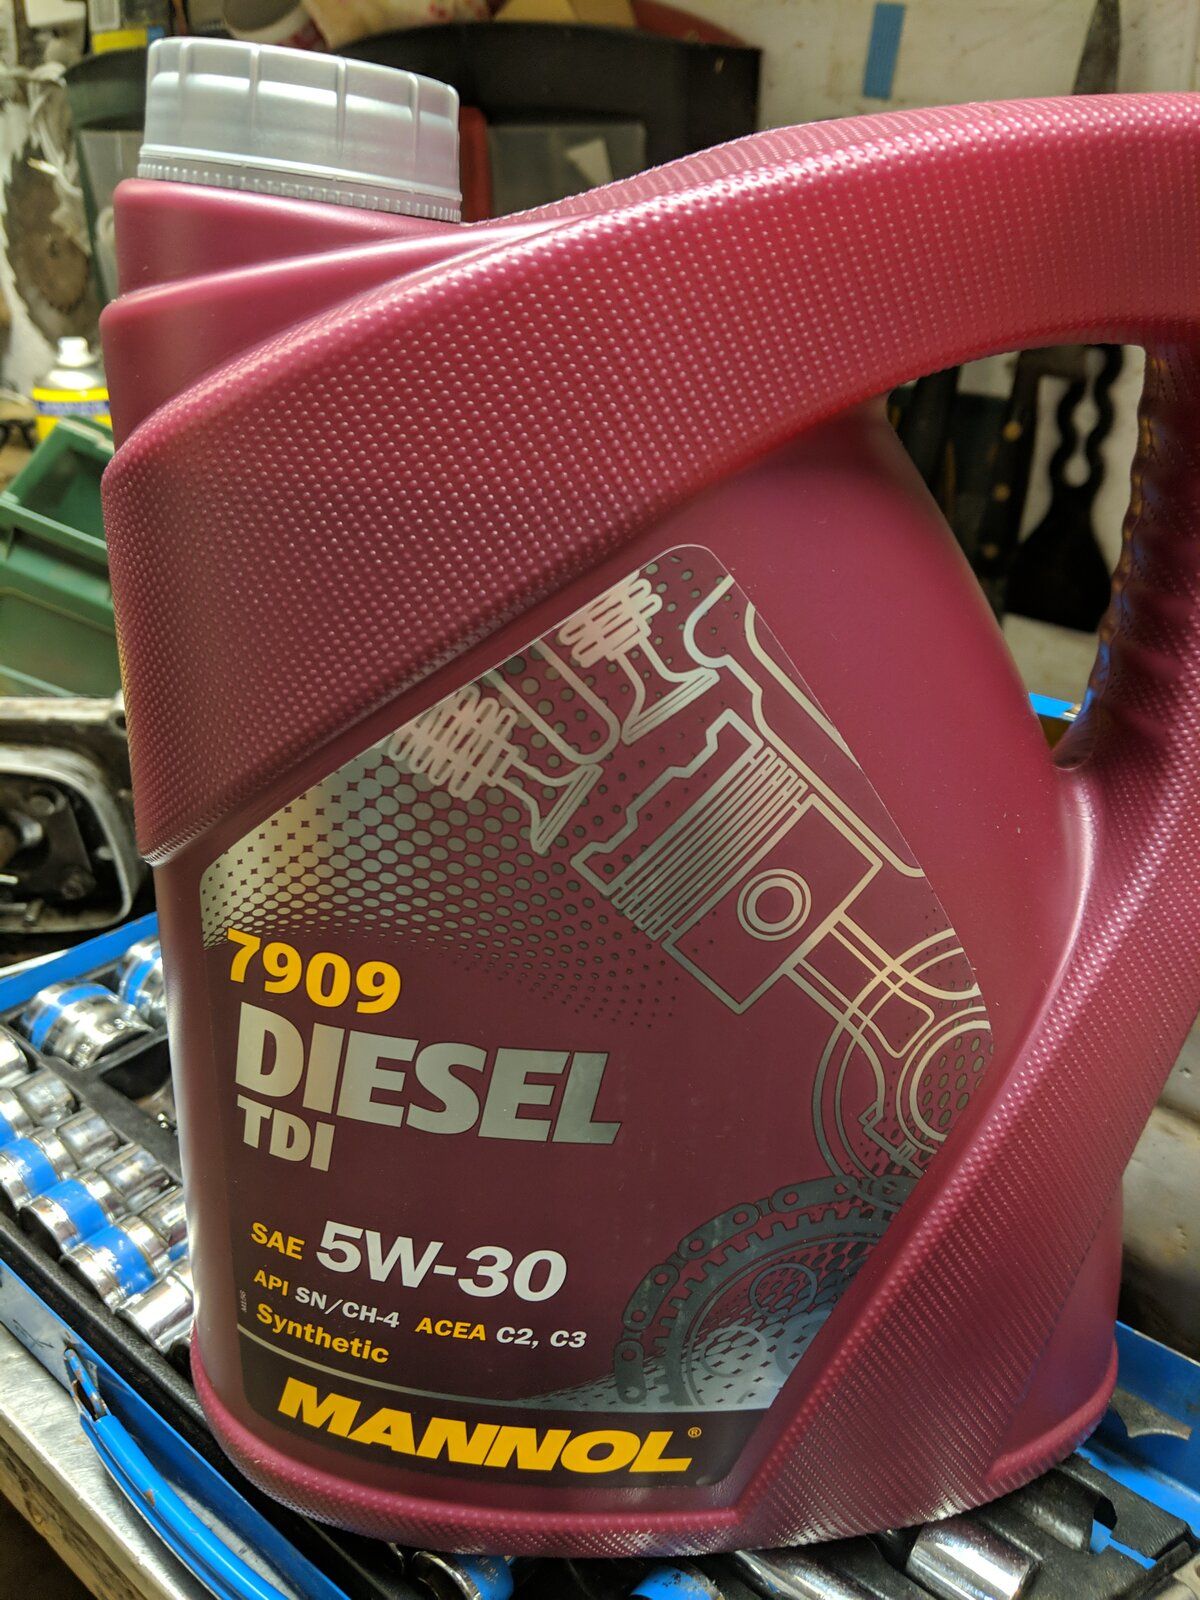 7909
DIESEL
TDI
SAE 5W-30
API SN/CH-4 ACEA C2, C3
Synthetic
MANNOL®